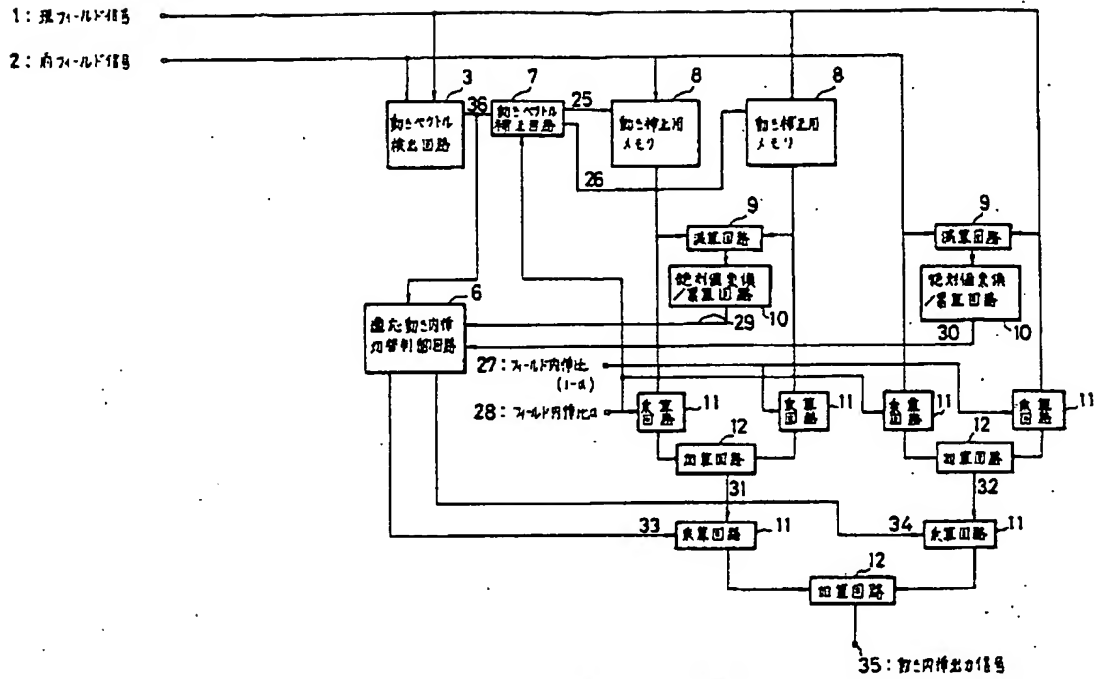 1: 現フィールド信号
2: 前フィールド信号
3
36
7
25
8
8
動きベクトル
検出回路
動きベクトル
補正回路
動き補正用
メモリ
動き補正用
メモリ
26
9
減算回路
9
減算回路
絶対値変換
/累算回路
10
29
絶対値変換
/累算回路
10
30
6
適応動き内挿
切替制御回路
27: フィールド内挿比
(1-α)
28: フィールド内挿比α
乗算
回路
11
乗算
回路
11
乗算
回路
11
乗算
回路
11
12
加算回路
12
加算回路
31
32
33
乗算回路
11
34
乗算回路
11
12
加算回路
35: 動き内挿出力信号